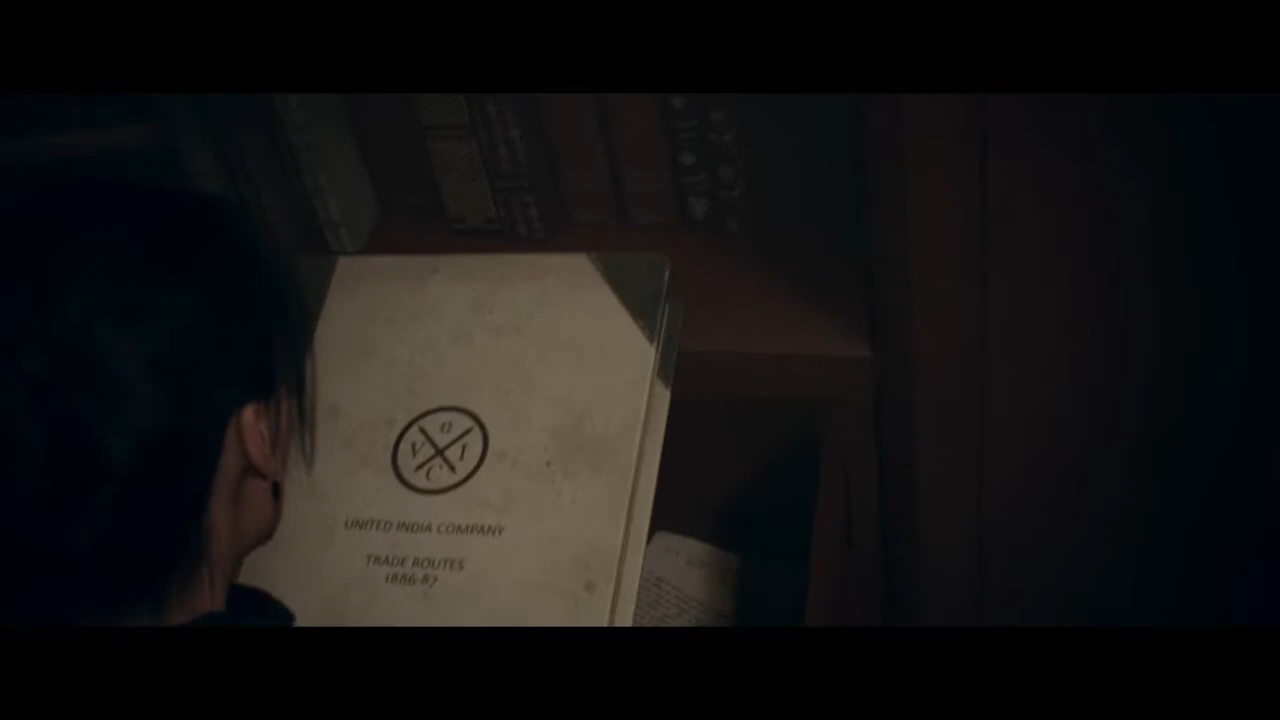 G
V I
C
UNITED INDIA COMPANY
TRADE ROUTES
1886-87